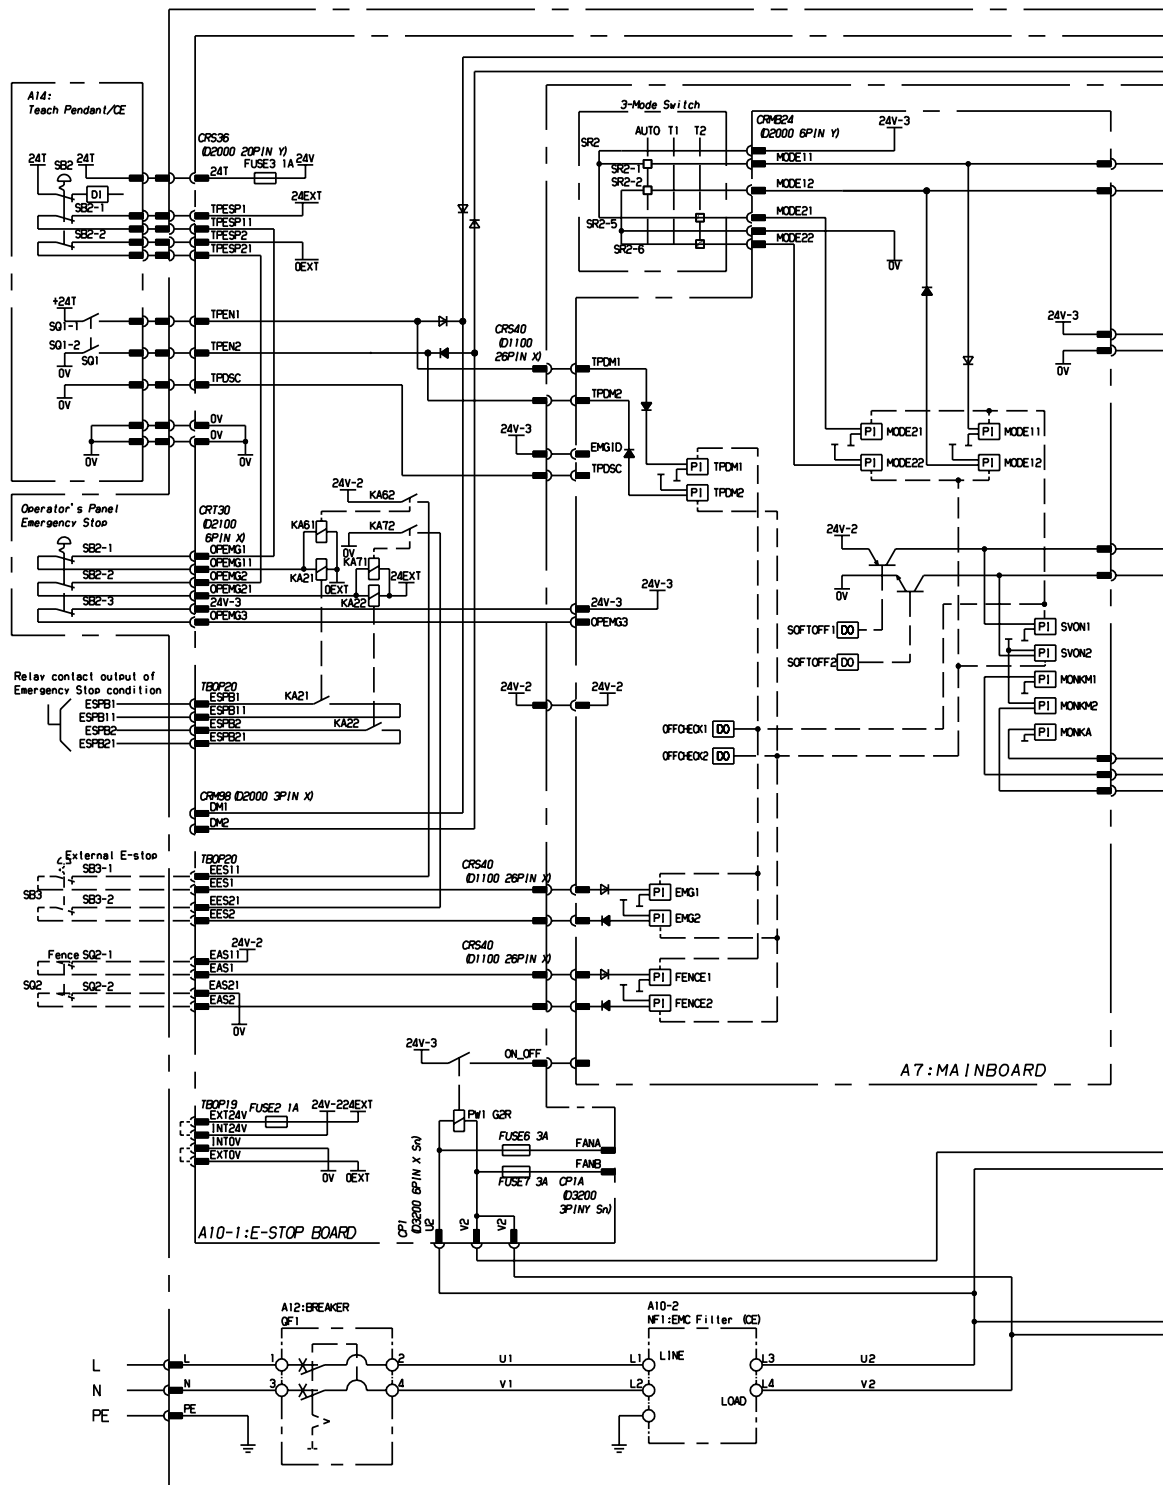 A14:
Teach Pendant/CE
24T
SB2
24T
DI
SB2-1
SB2-2
CRS36
(D2000 20PIN Y)
FUSE3 1A
24T
24V
24EXT
TPESP1
TPESP11
TPESP2
TPESP21
0EXT
+24T
SQ1-1
SQ1-2
SQ1
0V
0V
0V
TPEN1
TPEN2
TPDSC
0V
0V
0V
3-Mode Switch
AUTO T1 T2
SR2
SR2-1
SR2-2
SR2-5
SR2-6
CRMB24
(D2000 6PIN Y)
24V-3
MODE11
MODE12
MODE21
MODE22
0V
24V-3
0V
CRS40
(D1100
26PIN X)
TPDM1
TPDM2
24V-3
EMGID
TPDSC
PI TPDM1
PI TPDM2
PI MODE21
PI MODE11
PI MODE22
PI MODE12
Operator's Panel
Emergency Stop
CRT30
(D2100
6PIN X)
SB2-1
OPEMG1
OPEMG11
SB2-2
OPEMG2
OPEMG21
SB2-3
24V-3
OPEMG3
24V-2
KA62
KA61
KA72
0V
KA71
KA21
0EXT
24EXT
KA22
24V-3
24V-3
OPEMG3
24V-2
0V
SOFTOFF1 DO
SOFTOFF2 DO
PI SVON1
PI SVON2
PI MONKM1
PI MONKM2
PI MONKA
Relay contact output of
Emergency Stop condition
ESPB1
ESPB11
ESPB2
ESPB21
TBOP20
ESPB1
ESPB11
ESPB2
ESPB21
KA21
KA22
24V-2
24V-2
OFFCHECK1 DO
OFFCHECK2 DO
CRM98 (D2000 3PIN X)
DM1
DM2
External E-stop
SB3-1
SB3
SB3-2
TBOP20
EES11
EES1
EES21
EES2
CRS40
(D1100 26PIN X)
PI EMG1
PI EMG2
Fence SQ2-1
SQ2
SQ2-2
24V-2
EAS11
EAS1
EAS21
EAS2
0V
CRS40
(D1100 26PIN X)
PI FENCE1
PI FENCE2
24V-3
ON_OFF
A7:MAINBOARD
TBOP19
FUSE2 1A
24V-2
24EXT
EXT24V
INT24V
INT0V
EXT0V
0V
0EXT
PW1 G2R
FUSE6 3A
FANA
FANB
FUSE7 3A
CP1A
(D3200
3PINY Sn)
CP1
(D3200 6PIN X Sn)
U2
V2
V2
A10-1:E-STOP BOARD
A12:BREAKER
QF1
A10-2
NF1:EMC Filter (CE)
L
L
1
2
U1
L1
LINE
L3
U2
N
N
3
4
V1
L2
LOAD
L4
V2
PE
PE